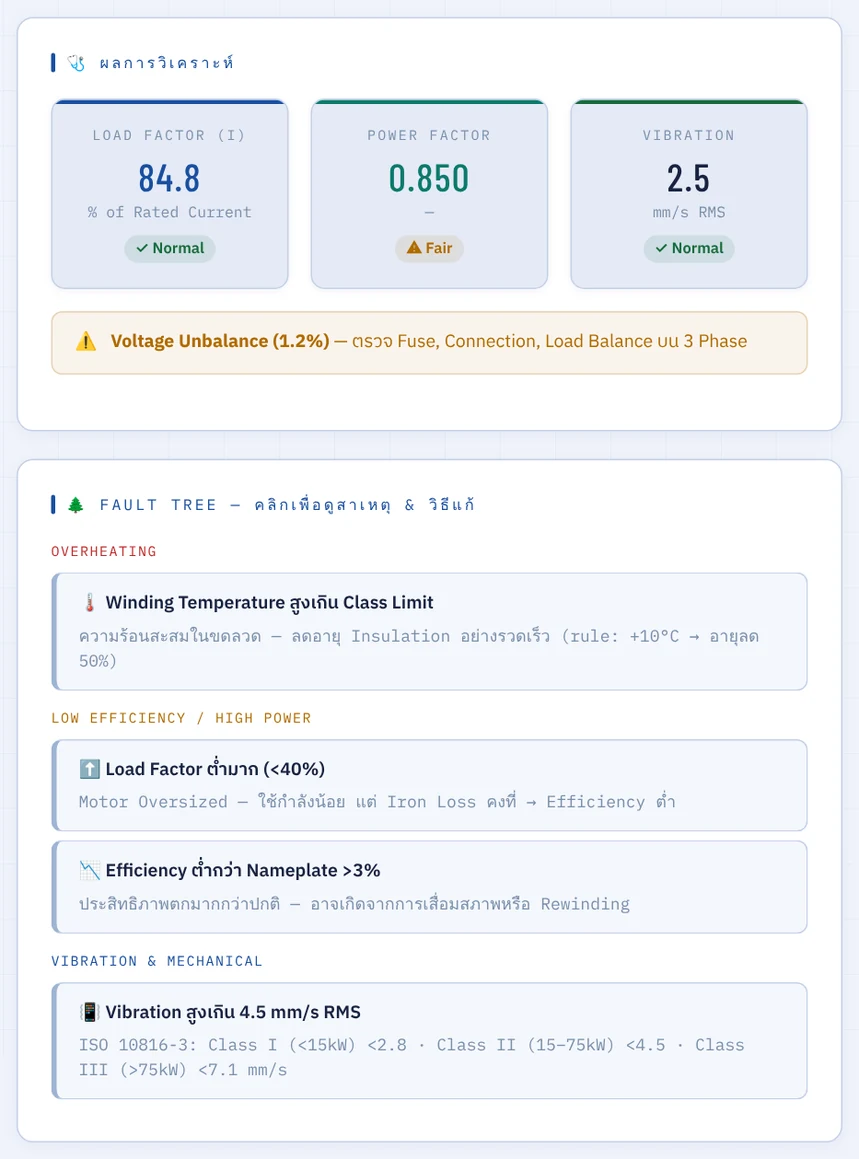 🩺 ผลการวิเคราะห์
LOAD FACTOR (I)
84.8
% of Rated Current
✓ Normal
POWER FACTOR
0.850
—
⚠ Fair
VIBRATION
2.5
mm/s RMS
✓ Normal
⚠️ Voltage Unbalance (1.2%) — ตรวจ Fuse, Connection, Load Balance บน 3 Phase
🌲 FAULT TREE — คลิกเพื่อดูสาเหตุ & วิธีแก้
OVERHEATING
🌡️ Winding Temperature สูงเกิน Class Limit
ความร้อนสะสมในขดลวด — ลดอายุ Insulation อย่างรวดเร็ว (rule: +10°C → อายุลด
50%)
LOW EFFICIENCY / HIGH POWER
⬆️ Load Factor ต่ำมาก (<40%)
Motor Oversized — ใช้กำลังน้อย แต่ Iron Loss คงที่ → Efficiency ต่ำ
📉 Efficiency ต่ำกว่า Nameplate >3%
ประสิทธิภาพตกมากกว่าปกติ — อาจเกิดจากการเสื่อมสภาพหรือ Rewinding
VIBRATION & MECHANICAL
📳 Vibration สูงเกิน 4.5 mm/s RMS
ISO 10816-3: Class I (<15kW) <2.8 · Class II (15–75kW) <4.5 · Class
III (>75kW) <7.1 mm/s